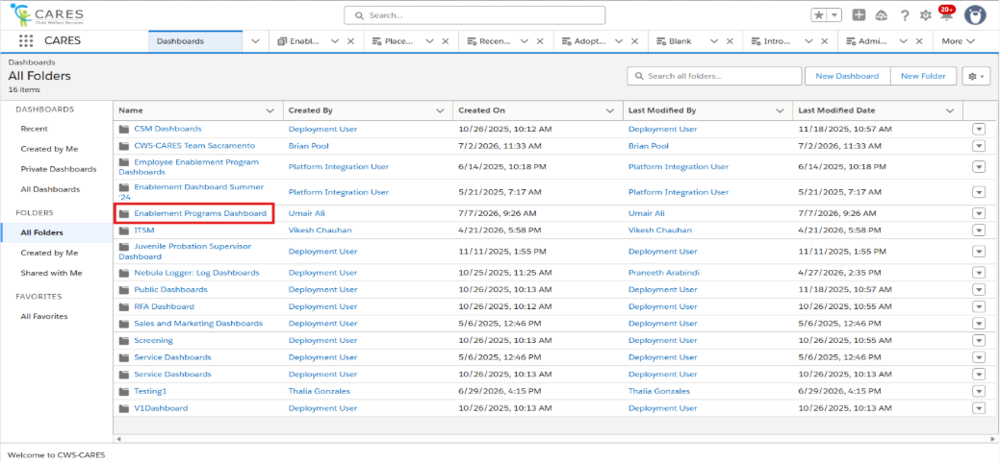 CARES
Child Welfare Services
Search...
20+
CARES
Dashboards
Enabl...
Place...
Recen...
Adopt...
Blank
Intro...
Admi...
More
Dashboards
All Folders
16 items
Search all folders...
New Dashboard
New Folder
DASHBOARDS
Recent
Created by Me
Private Dashboards
All Dashboards
FOLDERS
All Folders
Created by Me
Shared with Me
FAVORITES
All Favorites
Name Created By Created On Last Modified By Last Modified Date
CSM Dashboards Deployment User 10/26/2025, 10:12 AM Deployment User 11/18/2025, 10:57 AM
CWS-CARES Team Sacramento Brian Pool 7/2/2026, 11:33 AM Brian Pool 7/2/2026, 11:33 AM
Employee Enablement Program
Dashboards Platform Integration User 6/14/2025, 10:18 PM Platform Integration User 6/14/2025, 10:18 PM
Enablement Dashboard Summer
'24 Platform Integration User 5/21/2025, 7:17 AM Platform Integration User 5/21/2025, 7:17 AM
Enablement Programs Dashboard Umair Ali 7/7/2026, 9:26 AM Umair Ali 7/7/2026, 9:26 AM
ITSM Vikesh Chauhan 4/21/2026, 5:58 PM Vikesh Chauhan 4/21/2026, 5:58 PM
Juvenile Probation Supervisor
Dashboard Deployment User 11/11/2025, 1:55 PM Deployment User 11/11/2025, 1:55 PM
Nebula Logger: Log Dashboards Deployment User 10/25/2025, 11:25 AM Praneeth Arabindi 4/27/2026, 2:35 PM
Public Dashboards Deployment User 10/26/2025, 10:13 AM Deployment User 11/18/2025, 10:57 AM
RFA Dashboard Deployment User 10/26/2025, 10:12 AM Deployment User 10/26/2025, 10:55 AM
Sales and Marketing Dashboards Deployment User 5/6/2025, 12:46 PM Deployment User 5/6/2025, 12:46 PM
Screening Deployment User 10/26/2025, 10:13 AM Deployment User 10/26/2025, 10:55 AM
Service Dashboards Deployment User 5/6/2025, 12:46 PM Deployment User 5/6/2025, 12:46 PM
Service Dashboards Deployment User 10/26/2025, 10:13 AM Deployment User 10/26/2025, 10:13 AM
Testing1 Thalia Gonzales 6/29/2026, 4:15 PM Thalia Gonzales 6/29/2026, 4:15 PM
V1Dashboard Deployment User 10/26/2025, 10:13 AM Deployment User 10/26/2025, 10:13 AM
Welcome to CWS-CARES